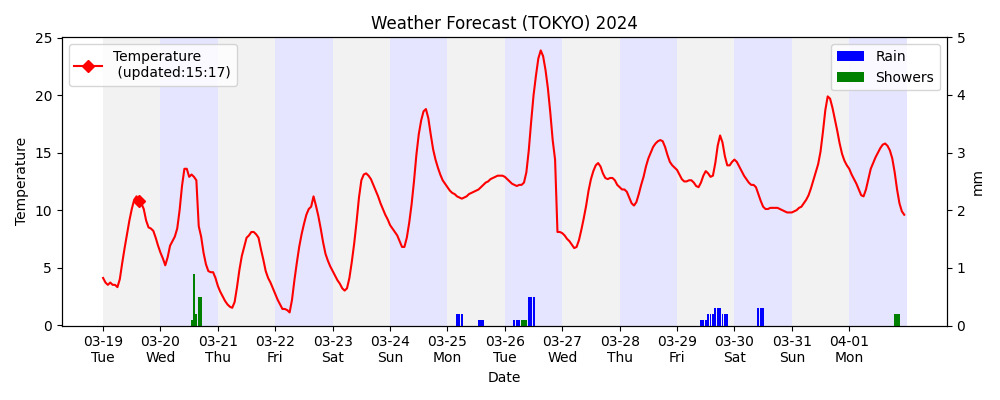 Weather Forecast (TOKYO) 2024
Temperature
(updated:15:17)
Rain
Showers
25
20
15
10
5
0
Temperature
5
4
3
2
1
0
mm
03-19 03-20 03-21 03-22 03-23 03-24 03-25 03-26 03-27 03-28 03-29 03-30 03-31 04-01
Tue Wed Thu Fri Sat Sun Mon Tue Wed Thu Fri Sat Sun Mon
Date